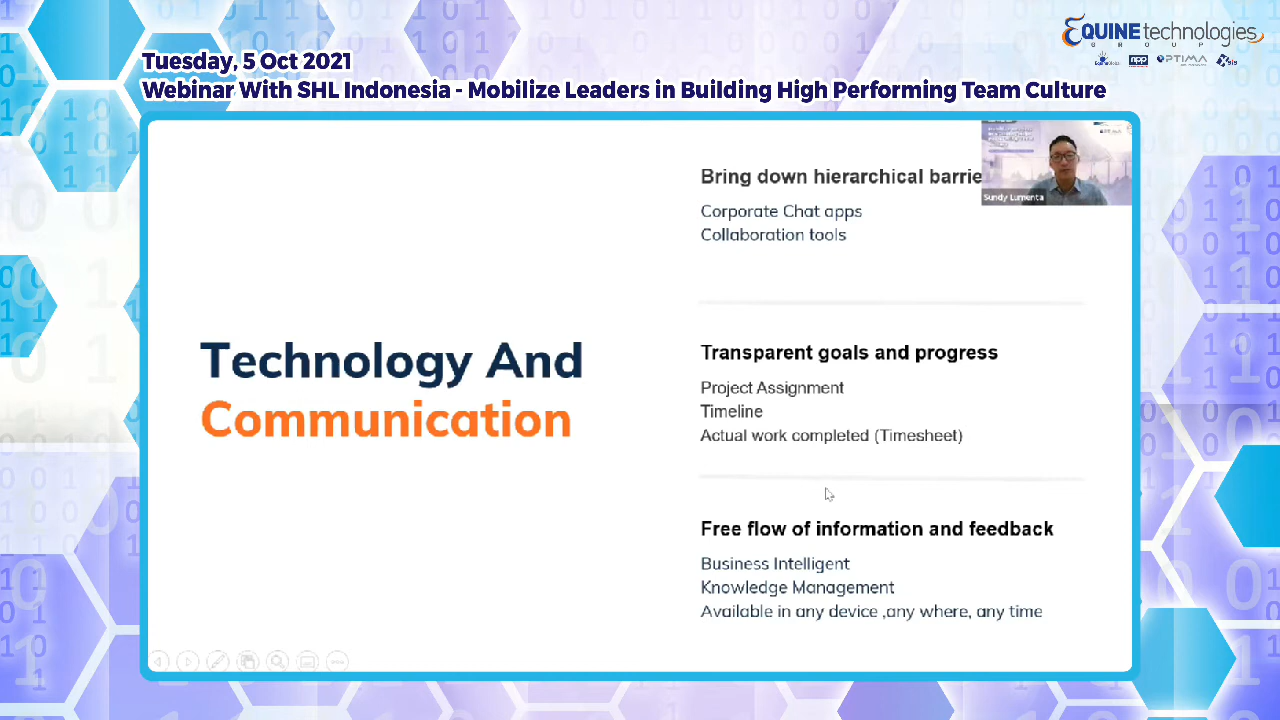 EQUINE technologies
GROUP
OPTIMA
Tuesday, 5 Oct 2021
Webinar With SHL Indonesia - Mobilize Leaders in Building High Performing Team Culture
Bring down hierarchical barrie
Corporate Chat apps
Collaboration tools
Sundy Lumenta
Technology And
Communication
Transparent goals and progress
Project Assignment
Timeline
Actual work completed (Timesheet)
Free flow of information and feedback
Business Intelligent
Knowledge Management
Available in any device ,any where, any time